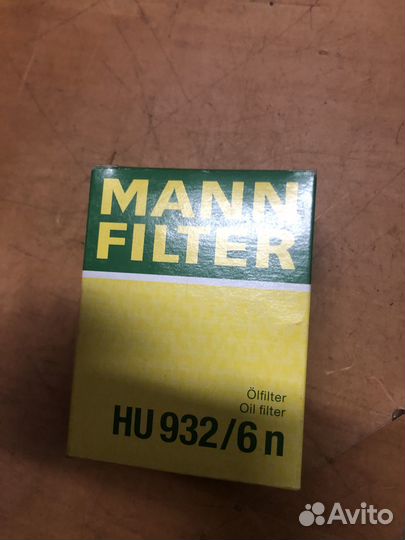 MANN
FILTER
Ölfilter
Oil filter
HU 932/6 n
Avito